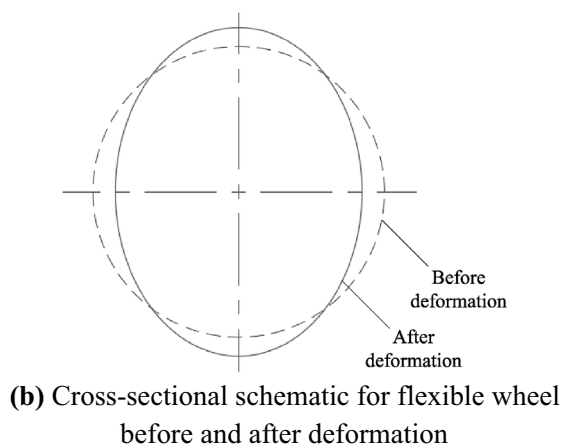 Before
deformation
After
deformation
(b) Cross-sectional schematic for flexible wheel
before and after deformation